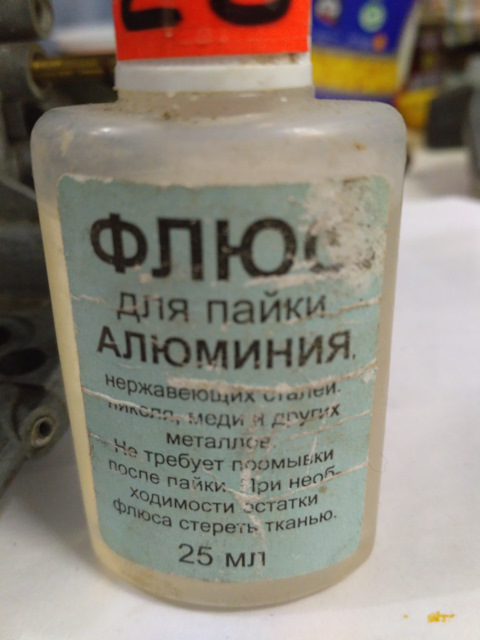 ФЛЮС
для пайки
АЛЮМИНИЯ,
нержавеющих сталей,
никеля, меди и других
металлов.
Не требует промывки
после пайки. При необ-
ходимости остатки
флюса стереть тканью.
25 мл